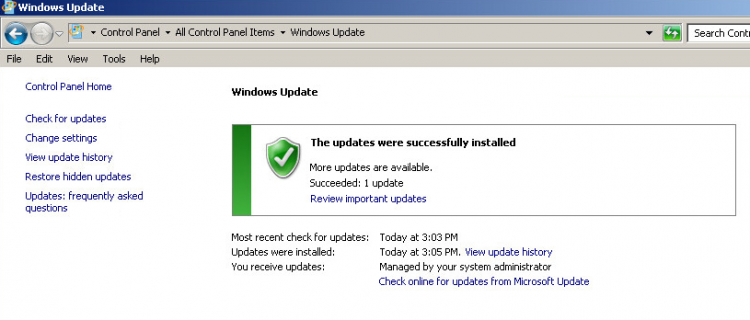 Windows Update
Control Panel ▸ All Control Panel Items ▸ Windows Update
Search Contr
File Edit View Tools Help
Control Panel Home
Check for updates
Change settings
View update history
Restore hidden updates
Updates: frequently asked
questions
Windows Update
The updates were successfully installed
More updates are available.
Succeeded: 1 update
Review important updates
Most recent check for updates: Today at 3:03 PM
Updates were installed: Today at 3:05 PM. View update history
You receive updates: Managed by your system administrator
Check online for updates from Microsoft Update